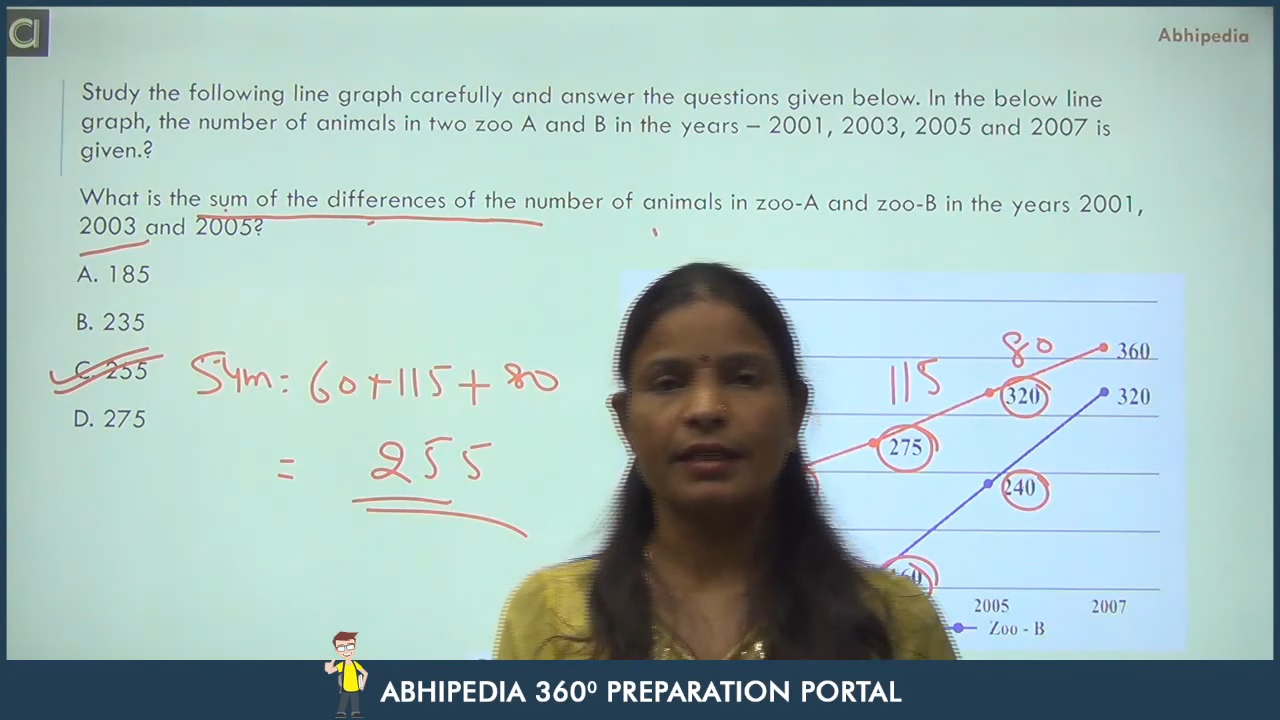 Abhipedia
Study the following line graph carefully and answer the questions given below. In the below line
graph, the number of animals in two zoo A and B in the years – 2001, 2003, 2005 and 2007 is
given.?
What is the sum of the differences of the number of animals in zoo-A and zoo-B in the years 2001,
2003 and 2005?
A. 185
B. 235
C. 255
D. 275
Sum = 60+115+80
= 255
115
80
360
320
320
275
240
2005
2007
Zoo - B
ABHIPEDIA 360⁰ PREPARATION PORTAL